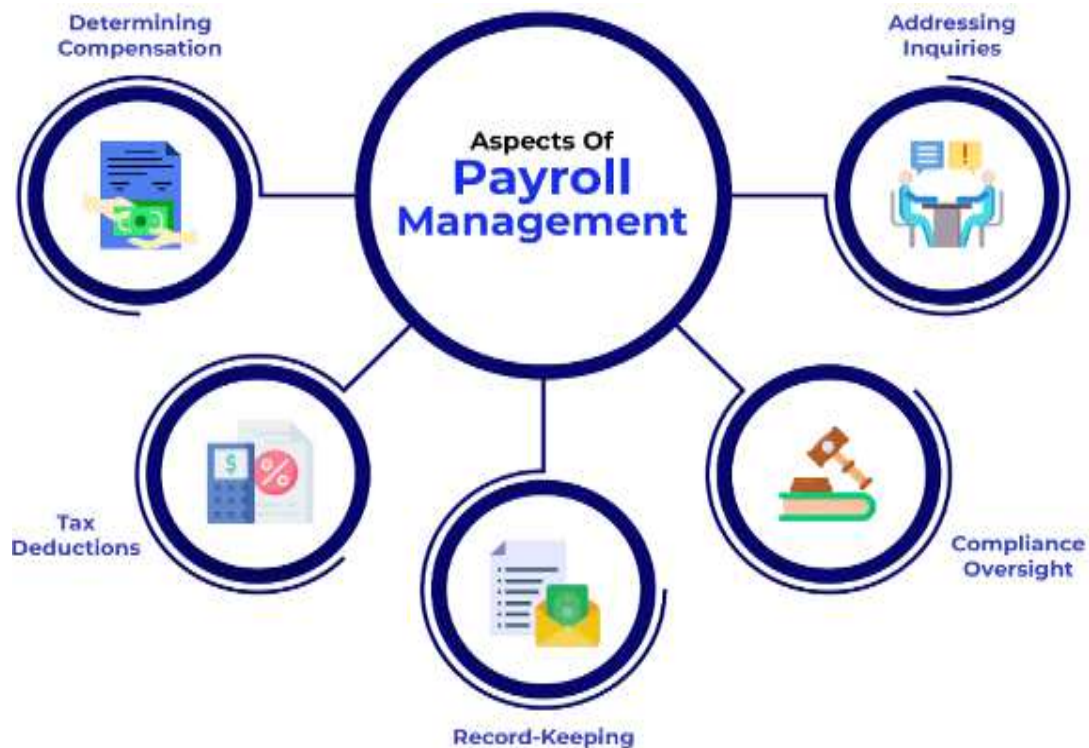 Determining
Compensation
Addressing
Inquiries
Aspects Of
Payroll
Management
$
%
!
Tax
Deductions
Compliance
Oversight
Record-Keeping